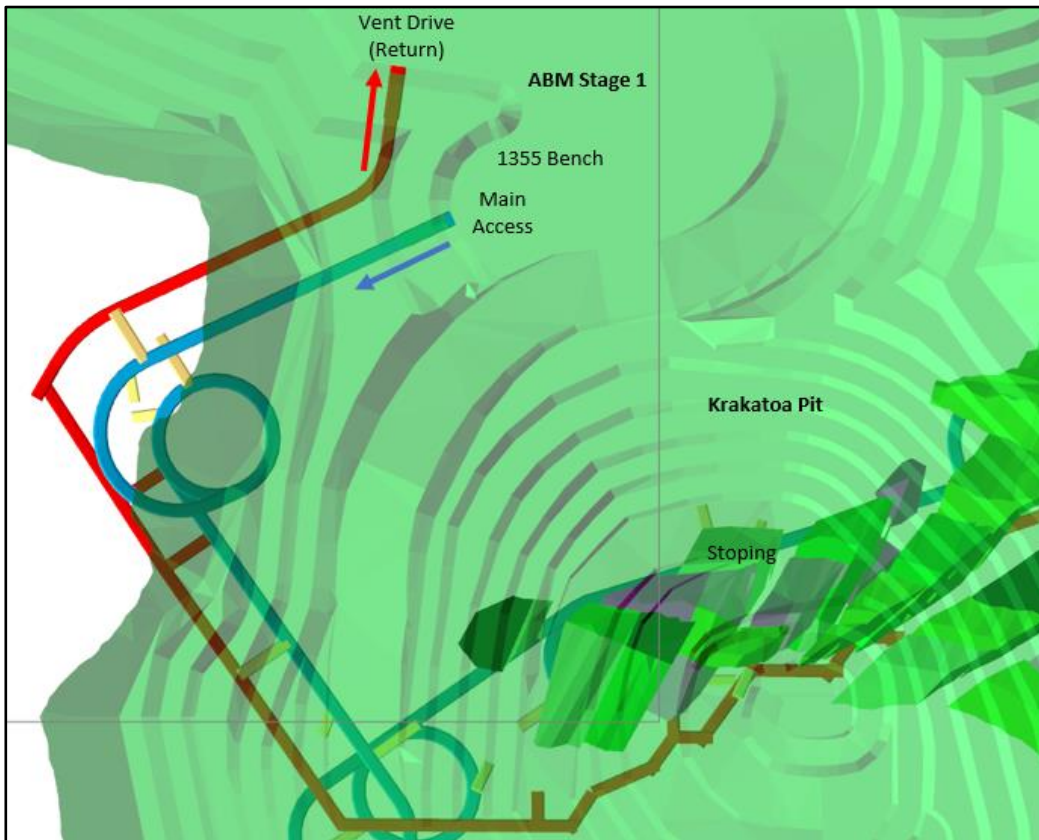 Vent Drive
(Return)
ABM Stage 1
1355 Bench
Main
Access
Krakatoa Pit
Stoping